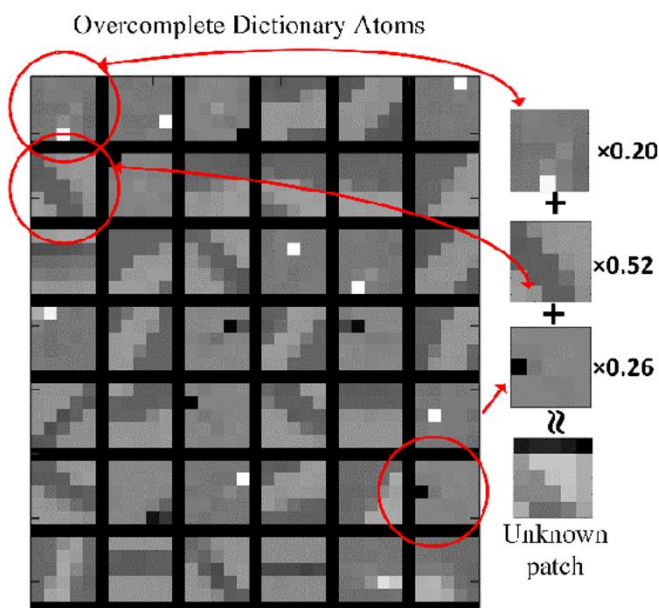 Overcomplete Dictionary Atoms
×0.20
+
×0.52
+
×0.26
≈
Unknown
patch